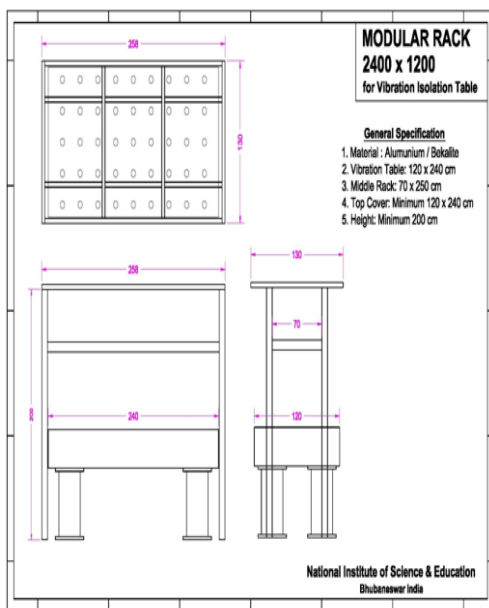 258
MODULAR RACK
2400 x 1200
for Vibration Isolation Table
130
General Specification
1. Material : Alumunium / Bekalite
2. Vibration Table: 120 x 240 cm
3. Middle Rack: 70 x 250 cm
4. Top Cover: Minimum 120 x 240 cm
5. Height: Minimum 200 cm
258
130
70
200
240
120
National Institute of Science & Education
Bhubaneswar India